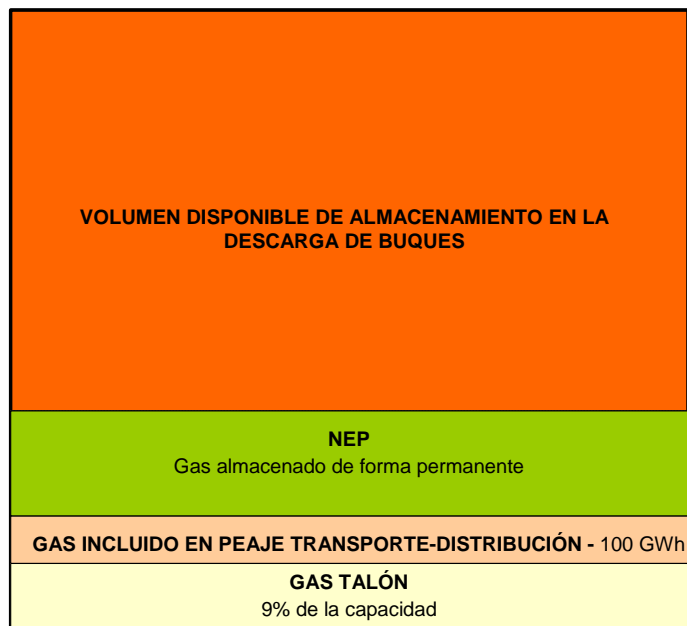 VOLUMEN DISPONIBLE DE ALMACENAMIENTO EN LA
DESCARGA DE BUQUES
NEP
Gas almacenado de forma permanente
GAS INCLUIDO EN PEAJE TRANSPORTE-DISTRIBUCIÓN - 100 GWh
GAS TALÓN
9% de la capacidad